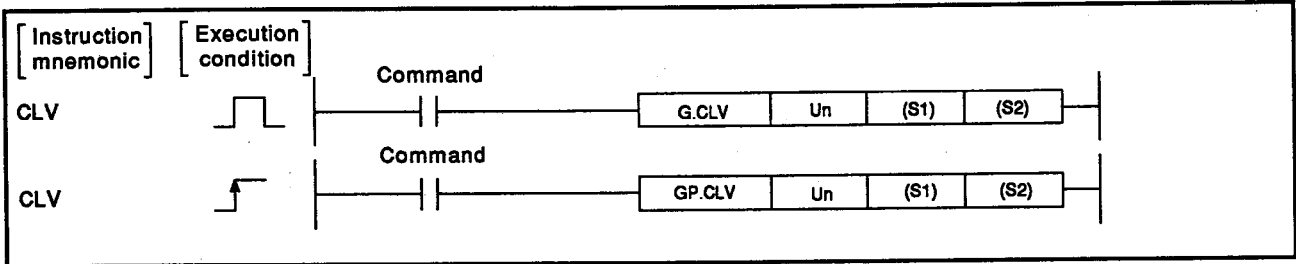 Instruction mnemonic
Execution condition
Command
CLV
G.CLV Un (S1) (S2)
Command
CLV
GP.CLV Un (S1) (S2)